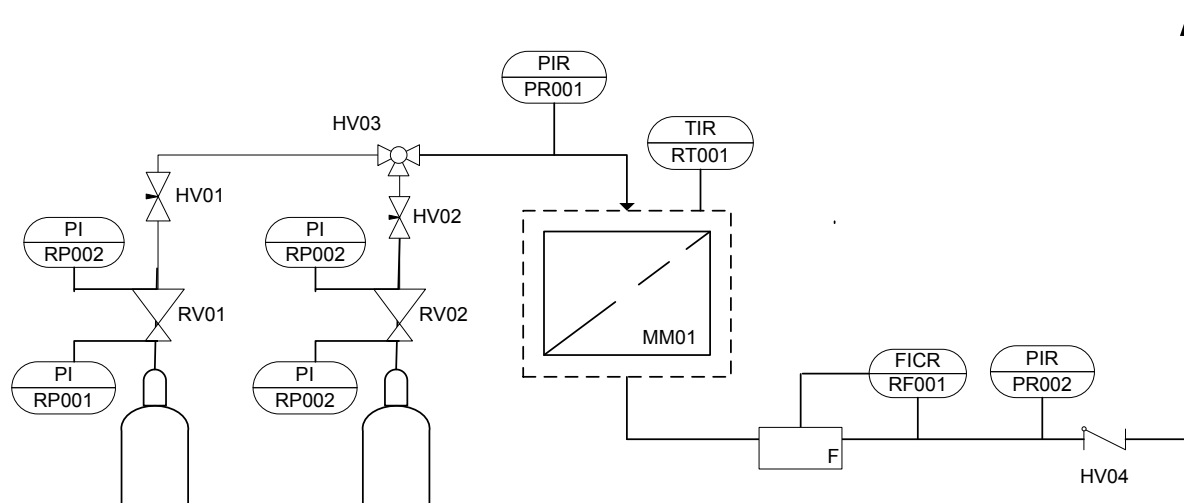 PIR
PR001
HV03
TIR
RT001
HV01
HV02
PI
RP002
PI
RP002
RV01
RV02
MM01
PI
RP001
PI
RP002
FICR
RF001
PIR
PR002
F
HV04